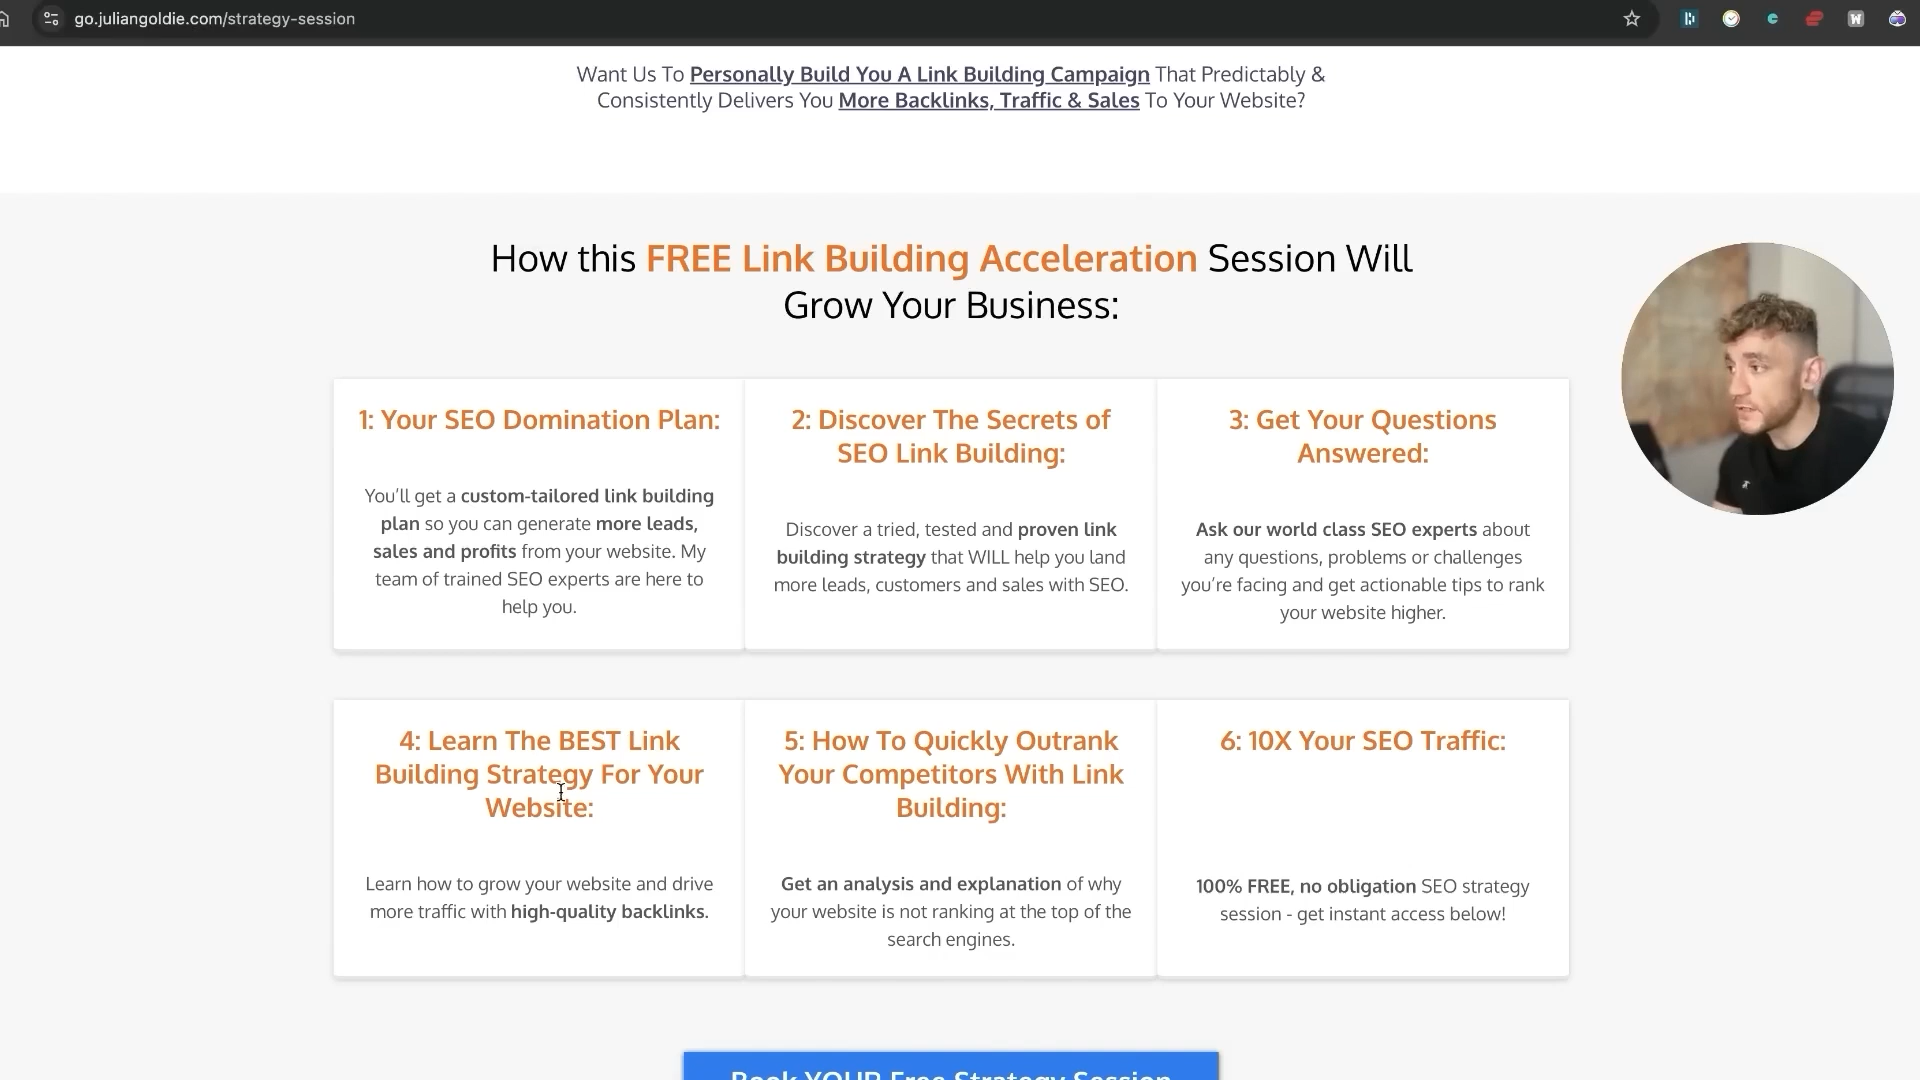 go.juliangoldie.com/strategy-session
Want Us To Personally Build You A Link Building Campaign That Predictably &
Consistently Delivers You More Backlinks, Traffic & Sales To Your Website?
How this FREE Link Building Acceleration Session Will
Grow Your Business:
1: Your SEO Domination Plan:
You’ll get a custom-tailored link building
plan so you can generate more leads,
sales and profits from your website. My
team of trained SEO experts are here to
help you.
2: Discover The Secrets of
SEO Link Building:
Discover a tried, tested and proven link
building strategy that WILL help you land
more leads, customers and sales with SEO.
3: Get Your Questions
Answered:
Ask our world class SEO experts about
any questions, problems or challenges
you’re facing and get actionable tips to rank
your website higher.
4: Learn The BEST Link
Building Strategy For Your
Website:
Learn how to grow your website and drive
more traffic with high-quality backlinks.
5: How To Quickly Outrank
Your Competitors With Link
Building:
Get an analysis and explanation of why
your website is not ranking at the top of the
search engines.
6: 10X Your SEO Traffic:
100% FREE, no obligation SEO strategy
session - get instant access below!
Book YOUR Free Strategy Session